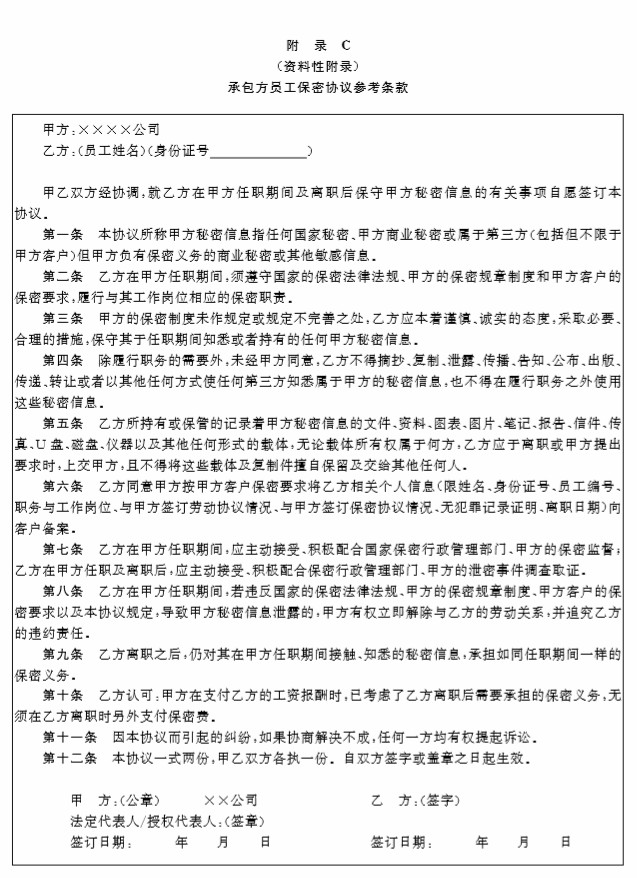 附　录　C
（资料性附录）
承包方员工保密协议参考条款
甲方：××××公司
乙方：（员工姓名）（身份证号____________）
甲乙双方经协调，就乙方在甲方任职期间及离职后保守甲方秘密信息的有关事项自愿签订本
协议。
第一条　本协议所称甲方秘密信息指任何国家秘密、甲方商业秘密或属于第三方（包括但不限于
甲方客户）但甲方负有保密义务的商业秘密或其他敏感信息。
第二条　乙方在甲方任职期间，须遵守国家的保密法律法规、甲方的保密规章制度和甲方客户的
保密要求，履行与其工作岗位相应的保密职责。
第三条　甲方的保密制度未作规定或规定不完善之处，乙方应本着谨慎、诚实的态度，采取必要、
合理的措施，保守其于任职期间知悉或者持有的任何甲方秘密信息。
第四条　除履行职务的需要外，未经甲方同意，乙方不得摘抄、复制、泄露、传播、告知、公布、出版、
传递、转让或者以其他任何方式使任何第三方知悉属于甲方的秘密信息，也不得在履行职务之外使用
这些秘密信息。
第五条　乙方所持有或保管的记录着甲方秘密信息的文件、资料、图表、图片、笔记、报告、信件、传
真、U盘、磁盘、仪器以及其他任何形式的载体，无论载体所有权属于何方，乙方应于离职或甲方提出
要求时，上交甲方，且不得将这些载体及复制件擅自保留及交给其他任何人。
第六条　乙方同意甲方按甲方客户保密要求将乙方相关个人信息（限姓名、身份证号、员工编号、
职务与工作岗位、与甲方签订劳动协议情况、与甲方签订保密协议情况、无犯罪记录证明、离职日期）向
客户备案。
第七条　乙方在甲方任职期间，应主动接受、积极配合国家保密行政管理部门、甲方的保密监督；
乙方在甲方任职及离职后，应主动接受、积极配合保密行政管理部门、甲方的泄密事件调查取证。
第八条　乙方在甲方任职期间，若违反国家的保密法律法规、甲方的保密规章制度、甲方客户的保
密要求以及本协议规定，导致甲方秘密信息泄露的，甲方有权立即解除与乙方的劳动关系，并追究乙方
的违约责任。
第九条　乙方离职之后，仍对其在甲方任职期间接触、知悉的秘密信息，承担如同任职期间一样的
保密义务。
第十条　乙方认可：甲方在支付乙方的工资报酬时，已考虑了乙方离职后需要承担的保密义务，无
须在乙方离职时另外支付保密费。
第十一条　因本协议而引起的纠纷，如果协商解决不成，任何一方均有权提起诉讼。
第十二条　本协议一式两份，甲乙双方各执一份。自双方签字或盖章之日起生效。
甲　方：（公章）　　××公司　　　　乙　方：（签字）
法定代表人/授权代表人：（签章）
签订日期：　　年　　月　　日　　　　签订日期：　　年　　月　　日